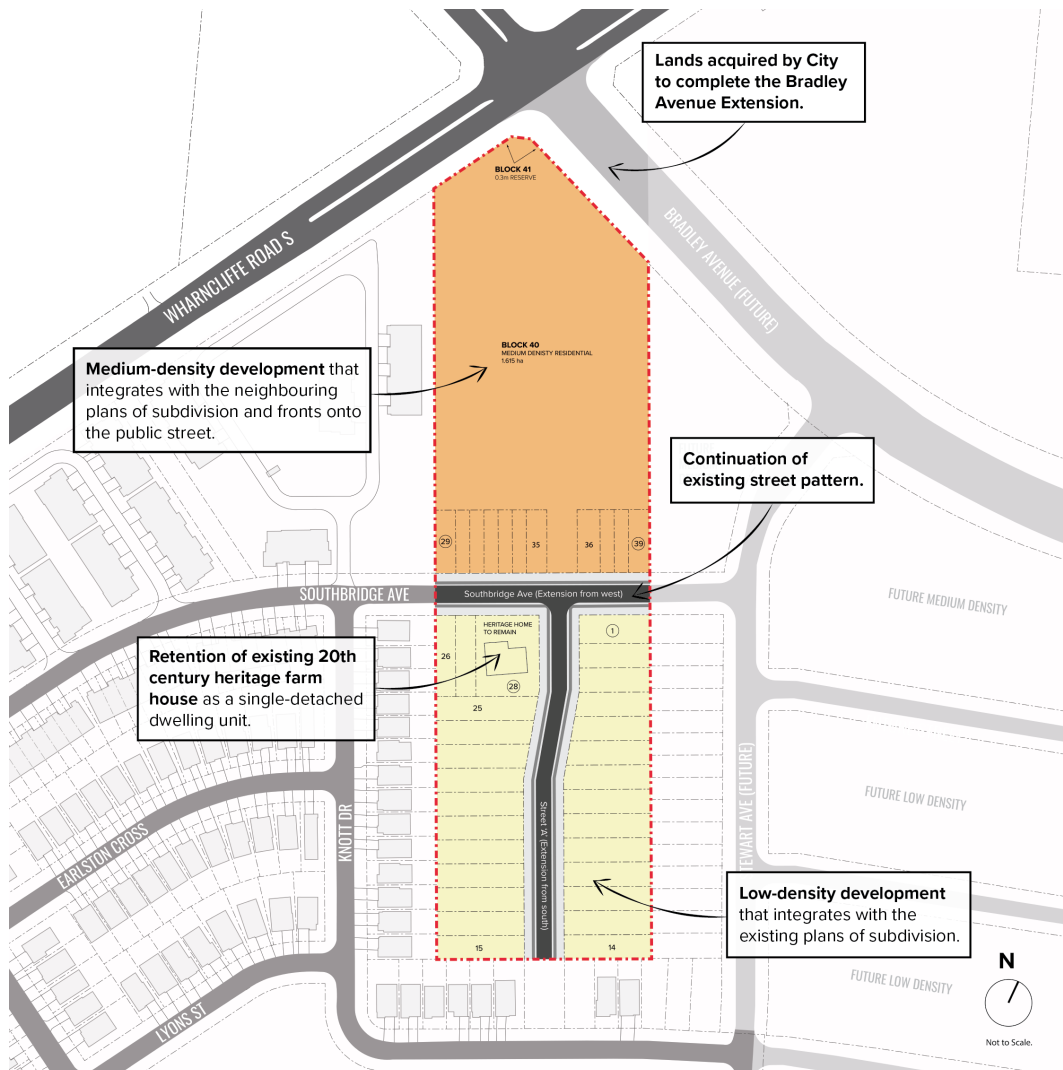 Lands acquired by City
to complete the Bradley
Avenue Extension.
BLOCK 41
0.3m RESERVE
WHARNCLIFFE ROAD S
BRADLEY AVENUE (FUTURE)
BLOCK 40
MEDIUM DENISTY RESIDENTIAL
1.615 ha
Medium-density development that
integrates with the neighbouring
plans of subdivision and fronts onto
the public street.
Continuation of
existing street pattern.
29
35
36
39
SOUTHBRIDGE AVE
Southbridge Ave (Extension from west)
FUTURE MEDIUM DENSITY
HERITAGE HOME
TO REMAIN
1
26
28
25
Retention of existing 20th
century heritage farm
house as a single-detached
dwelling unit.
KNOTT DR
EARLSTON CROSS
Street 'A' (Extension from south)
TEWART AVE (FUTURE)
FUTURE LOW DENSITY
Low-density development
that integrates with the
existing plans of subdivision.
15
14
FUTURE LOW DENSITY
LYONS ST
N
Not to Scale.